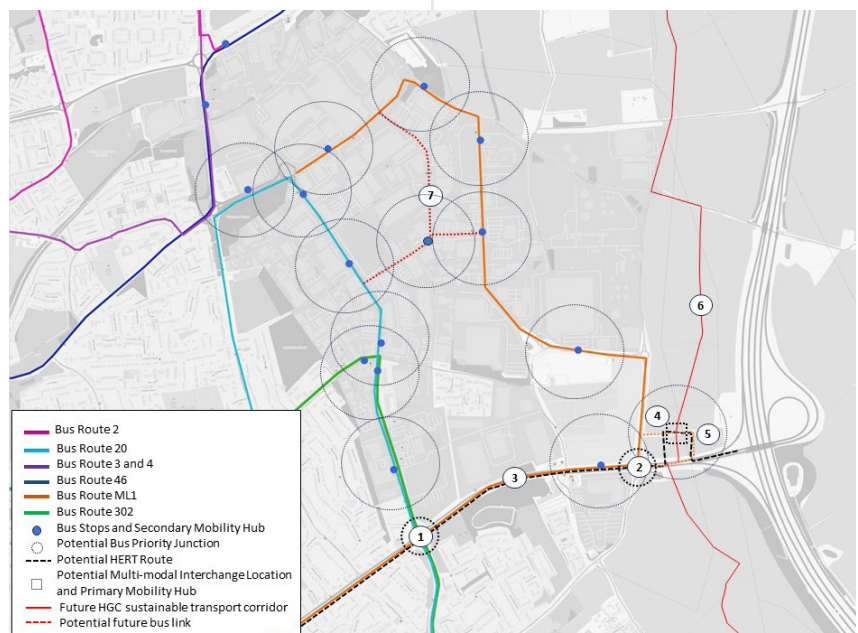 7
6
4
5
3
2
1
Bus Route 2
Bus Route 20
Bus Route 3 and 4
Bus Route 46
Bus Route ML1
Bus Route 302
Bus Stops and Secondary Mobility Hub
Potential Bus Priority Junction
Potential HERT Route
Potential Multi-modal Interchange Location
and Primary Mobility Hub
Future HGC sustainable transport corridor
Potential future bus link